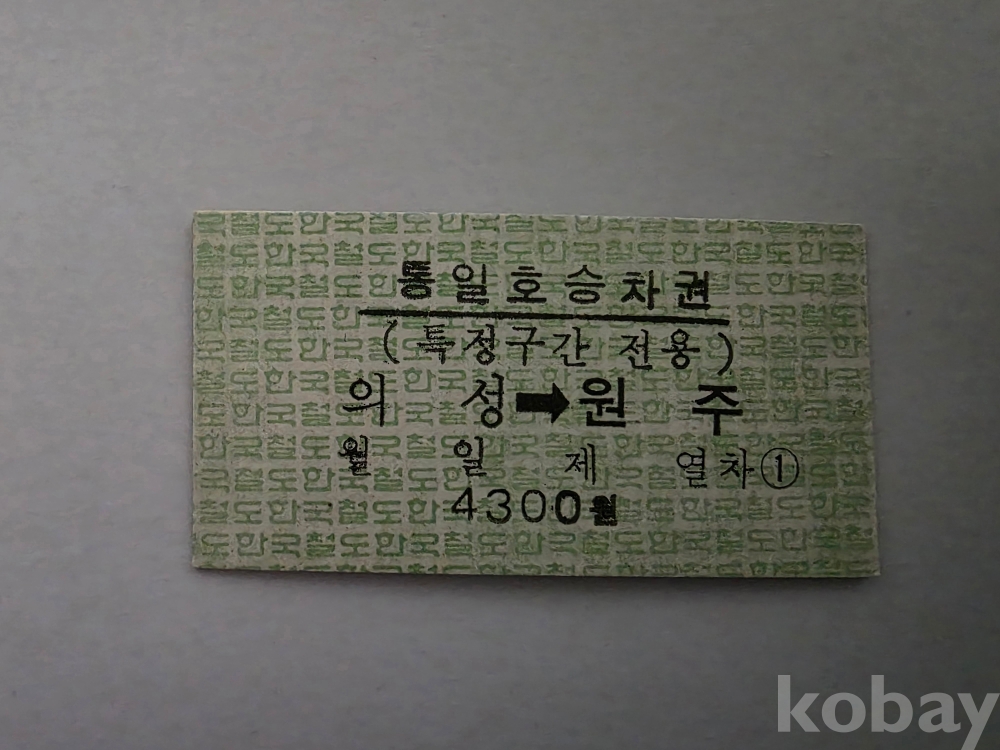 통일호승차권
(특정구간 전용)
의 성➡원 주
월 일 제 열차①
4300원
kobay